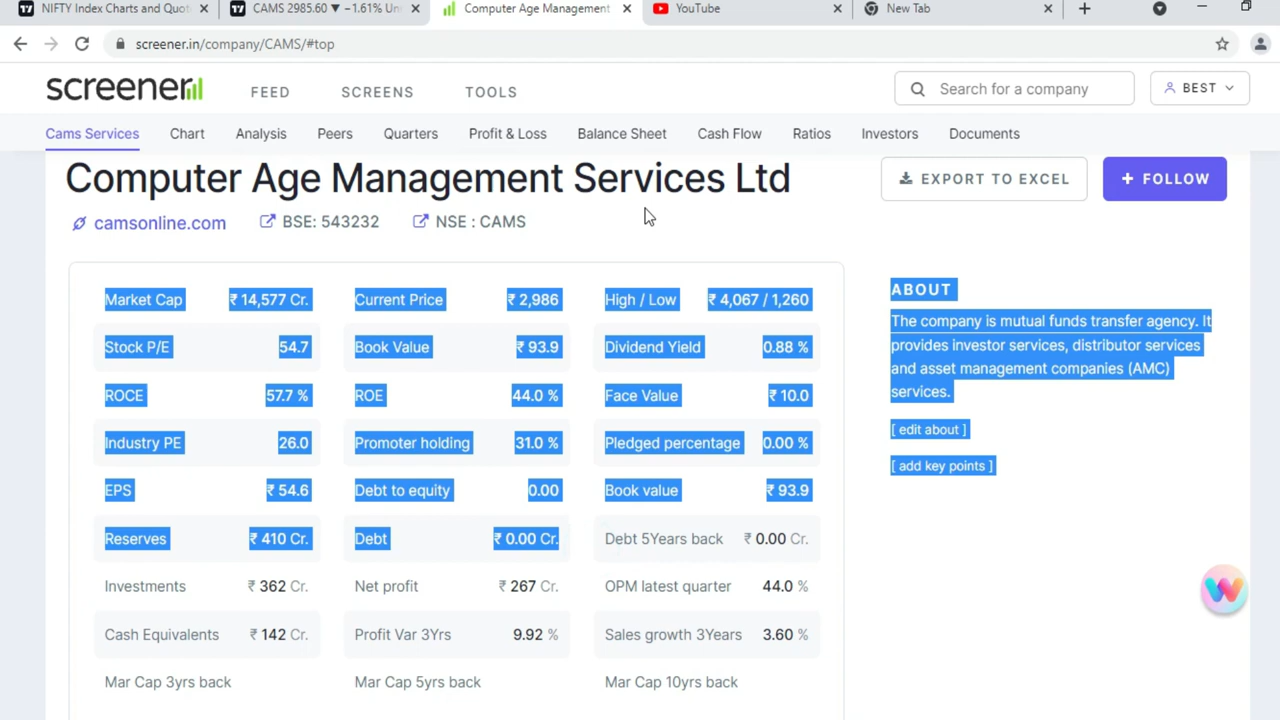 NIFTY Index Charts and Quot
CAMS 2985.60 ▼ −1.61% Un
Computer Age Management
YouTube
New Tab
screener.in/company/CAMS/#top
screener
FEED
SCREENS
TOOLS
Search for a company
BEST
Cams Services
Chart
Analysis
Peers
Quarters
Profit & Loss
Balance Sheet
Cash Flow
Ratios
Investors
Documents
Computer Age Management Services Ltd
EXPORT TO EXCEL
+ FOLLOW
camsonline.com
BSE: 543232
NSE : CAMS
Market Cap ₹ 14,577 Cr.
Current Price ₹ 2,986
High / Low ₹ 4,067 / 1,260
Stock P/E 54.7
Book Value ₹ 93.9
Dividend Yield 0.88 %
ROCE 57.7 %
ROE 44.0 %
Face Value ₹ 10.0
Industry PE 26.0
Promoter holding 31.0 %
Pledged percentage 0.00 %
EPS ₹ 54.6
Debt to equity 0.00
Book value ₹ 93.9
Reserves ₹ 410 Cr.
Debt ₹ 0.00 Cr.
Debt 5Years back ₹ 0.00 Cr.
Investments ₹ 362 Cr.
Net profit ₹ 267 Cr.
OPM latest quarter 44.0 %
Cash Equivalents ₹ 142 Cr.
Profit Var 3Yrs 9.92 %
Sales growth 3Years 3.60 %
Mar Cap 3yrs back
Mar Cap 5yrs back
Mar Cap 10yrs back
ABOUT
The company is mutual funds transfer agency. It
provides investor services, distributor services
and asset management companies (AMC)
services.
[ edit about ]
[ add key points ]